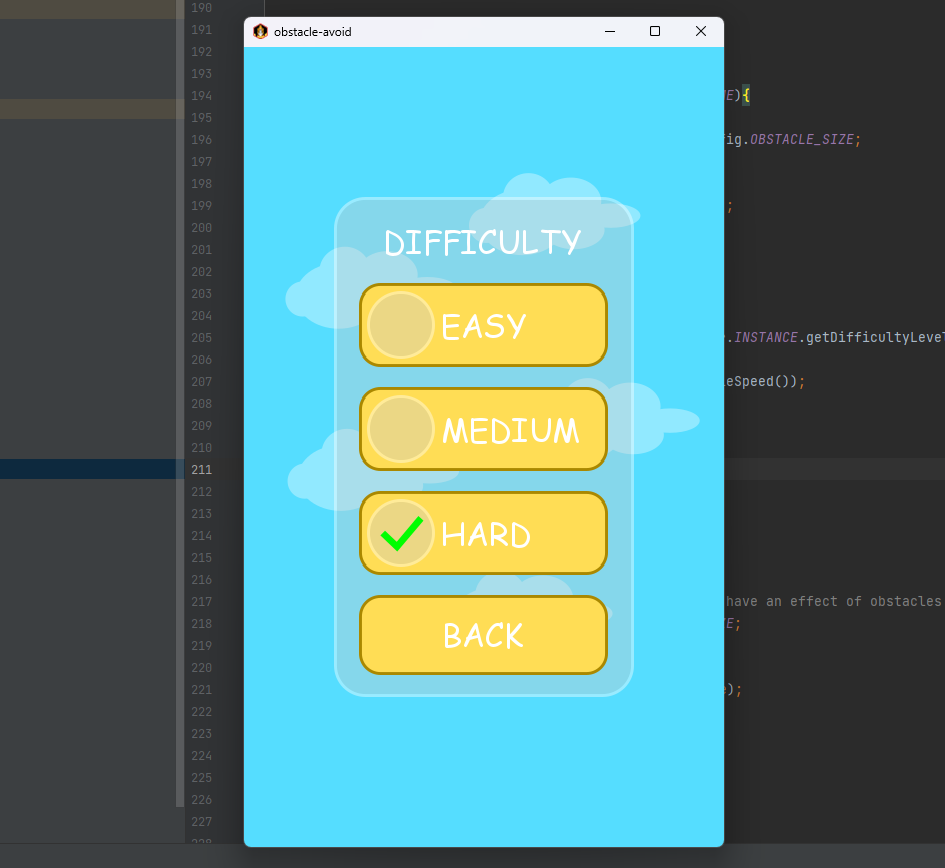 obstacle-avoid
190
191
192
193
194 E){
195
196 ig.OBSTACLE_SIZE;
197
198
199 ;
200
201
202
203
204
205 .INSTANCE.getDifficultyLevel
206
207 eSpeed());
208
209
210
211
212
213
214
215
216
217 have an effect of obstacles
218 E;
219
220
221 );
222
223
224
225
226
227
228
DIFFICULTY
EASY
MEDIUM
HARD
BACK